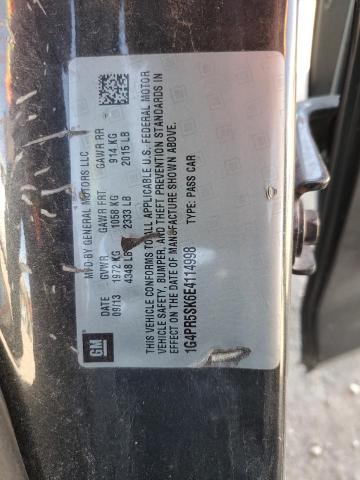 GM
MFD BY GENERAL MOTORS LLC
DATE GVWR GAWR FRT GAWR RR
09/13 1972 KG 1058 KG 914 KG
4348 LB 2333 LB 2015 LB
THIS VEHICLE CONFORMS TO ALL APPLICABLE U.S. FEDERAL MOTOR
VEHICLE SAFETY, BUMPER, AND THEFT PREVENTION STANDARDS IN
EFFECT ON THE DATE OF MANUFACTURE SHOWN ABOVE.
1G4PR5SK6E4114998 TYPE: PASS CAR